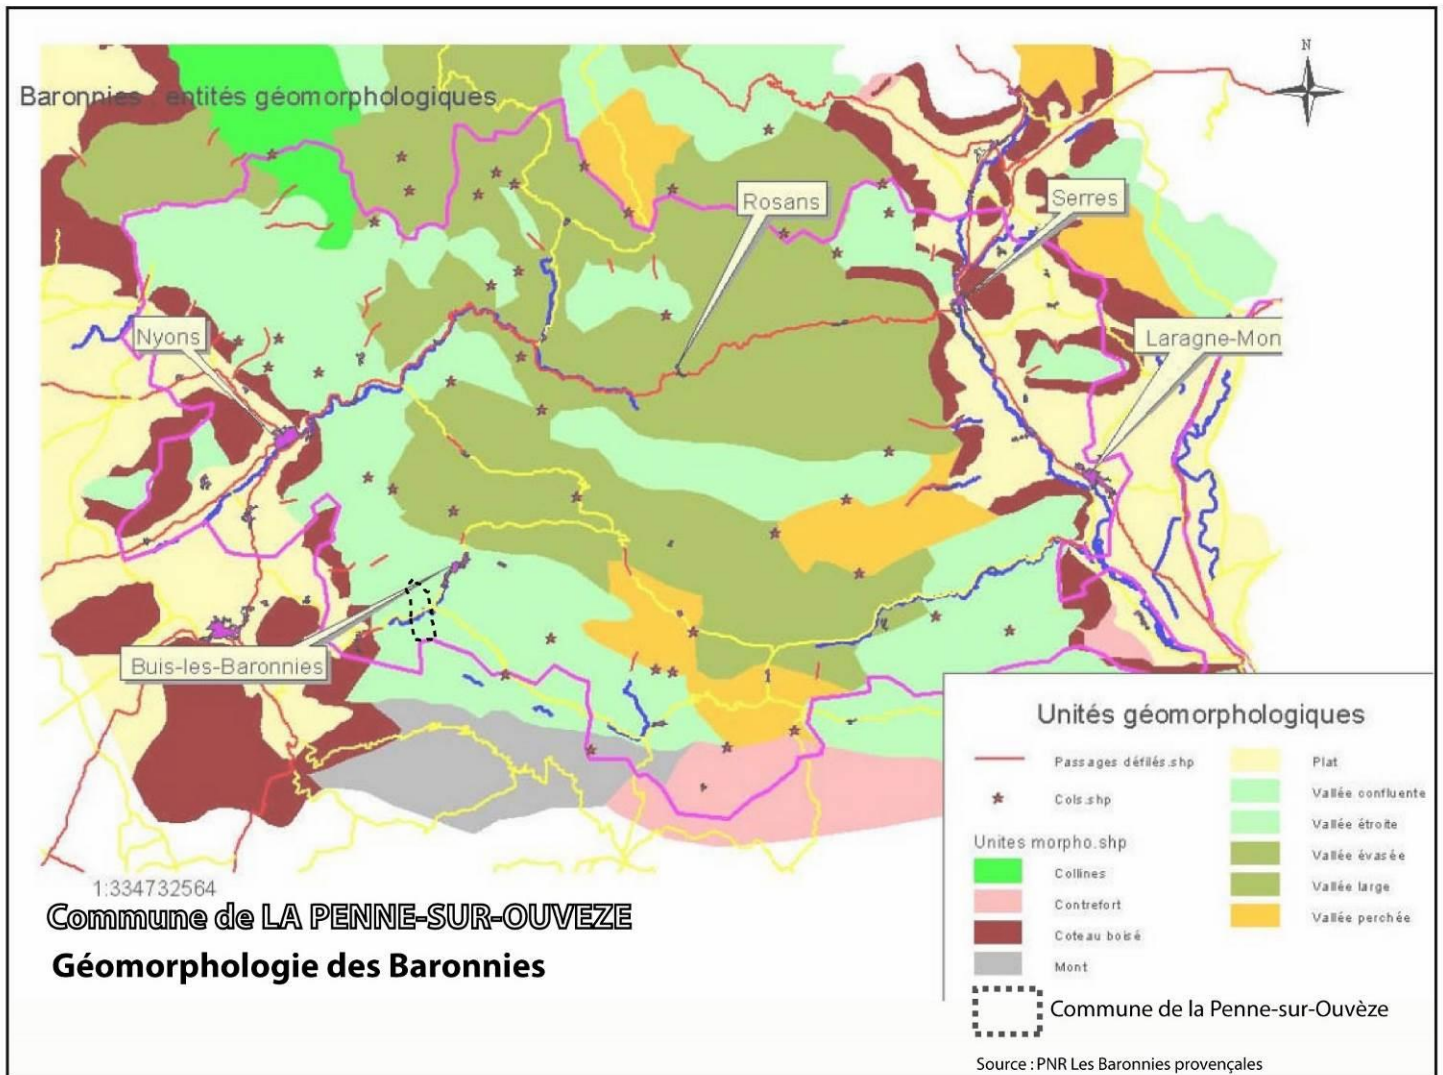 N
Baronnies : entités géomorphologiques
Rosans
Serres
Nyons
Laragne-Mon
Buis-les-Baronnies
Unités géomorphologiques
Passages défilés.shp
Cols.shp
Unites morpho.shp
Collines
Contrefort
Coteau boisé
Mont
Plat
Vallée confluente
Vallée étroite
Vallée évasée
Vallée large
Vallée perchée
Commune de la Penne-sur-Ouvèze
1:334732564
Commune de LA PENNE-SUR-OUVEZE
Géomorphologie des Baronnies
Source : PNR Les Baronnies provençales